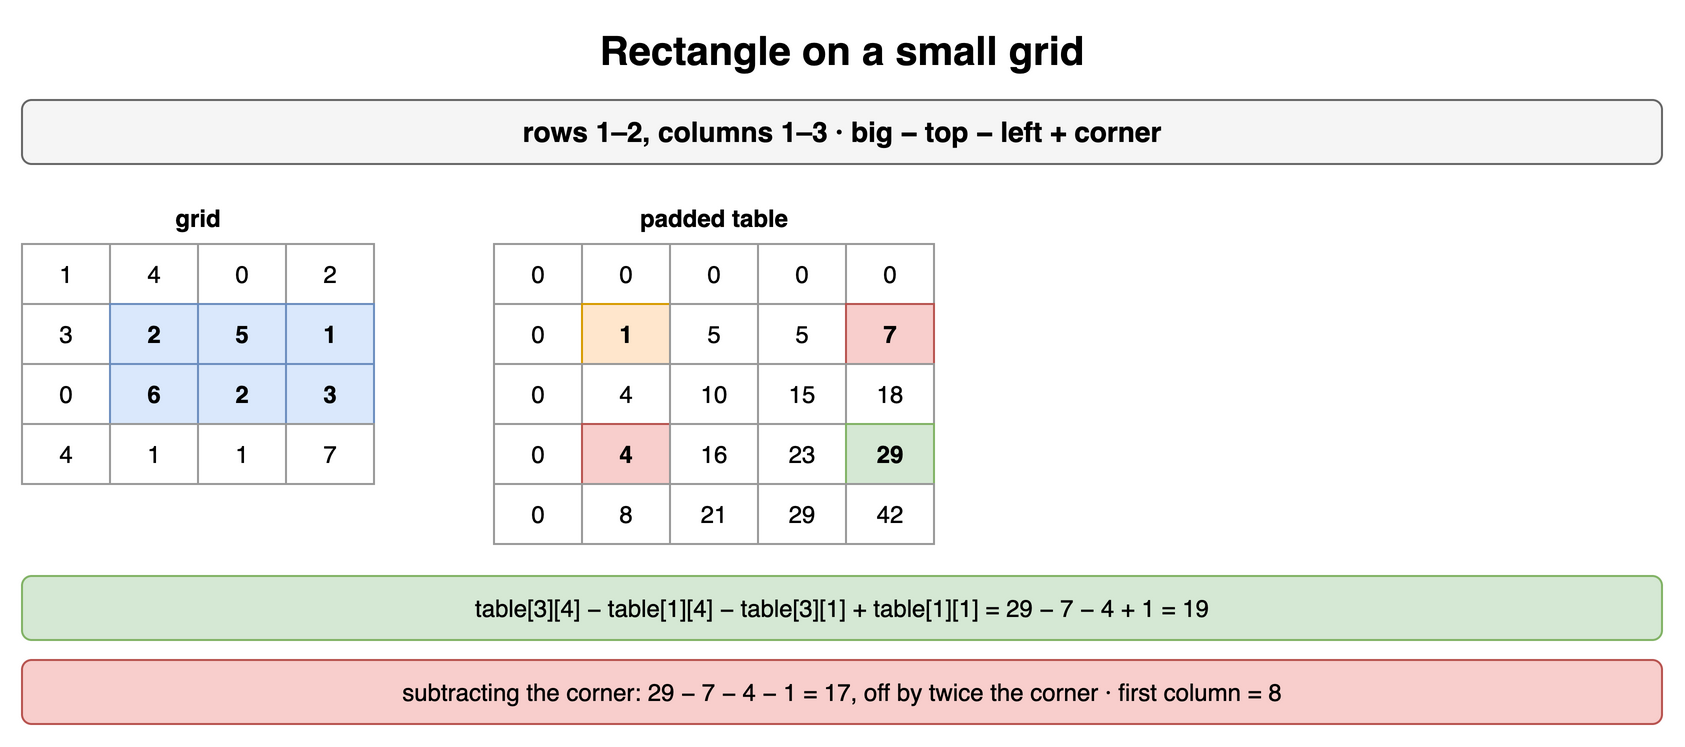 Rectangle on a small grid
rows 1–2, columns 1–3 · big – top – left + corner
grid
1 4 0 2
3 2 5 1
0 6 2 3
4 1 1 7
padded table
0 0 0 0 0
0 1 5 5 7
0 4 10 15 18
0 4 16 23 29
0 8 21 29 42
table[3][4] – table[1][4] – table[3][1] + table[1][1] = 29 – 7 – 4 + 1 = 19
subtracting the corner: 29 – 7 – 4 – 1 = 17, off by twice the corner · first column = 8